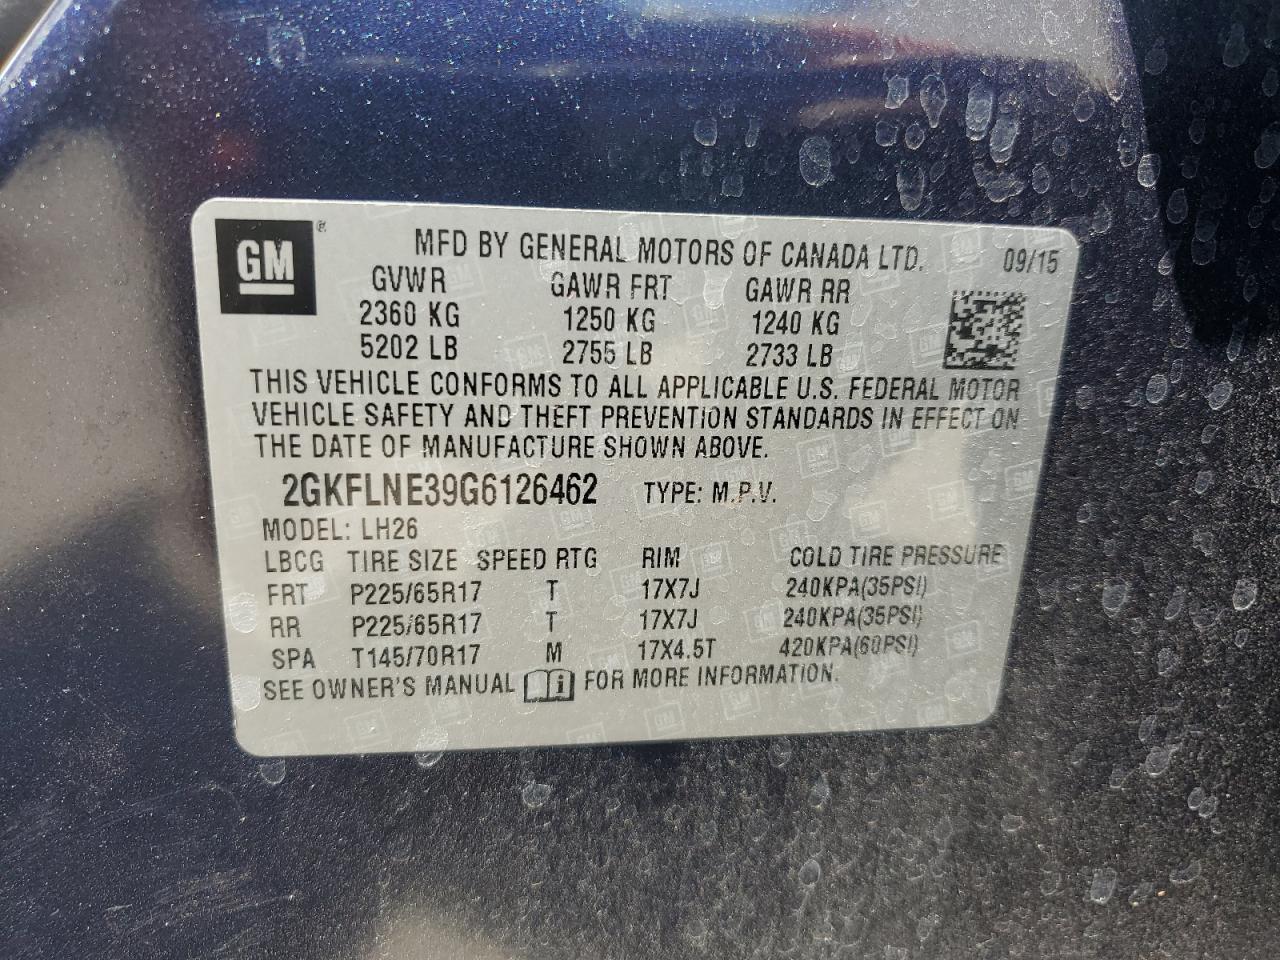 GM ®
MFD BY GENERAL MOTORS OF CANADA LTD. 09/15
GVWR GAWR FRT GAWR RR
2360 KG 1250 KG 1240 KG
5202 LB 2755 LB 2733 LB
THIS VEHICLE CONFORMS TO ALL APPLICABLE U.S. FEDERAL MOTOR
VEHICLE SAFETY AND THEFT PREVENTION STANDARDS IN EFFECT ON
THE DATE OF MANUFACTURE SHOWN ABOVE.
2GKFLNE39G6126462 TYPE: M.P.V.
MODEL: LH26
LBCG TIRE SIZE SPEED RTG RIM COLD TIRE PRESSURE
FRT P225/65R17 T 17X7J 240KPA(35PSI)
RR P225/65R17 T 17X7J 240KPA(35PSI)
SPA T145/70R17 M 17X4.5T 420KPA(60PSI)
SEE OWNER'S MANUAL i FOR MORE INFORMATION.